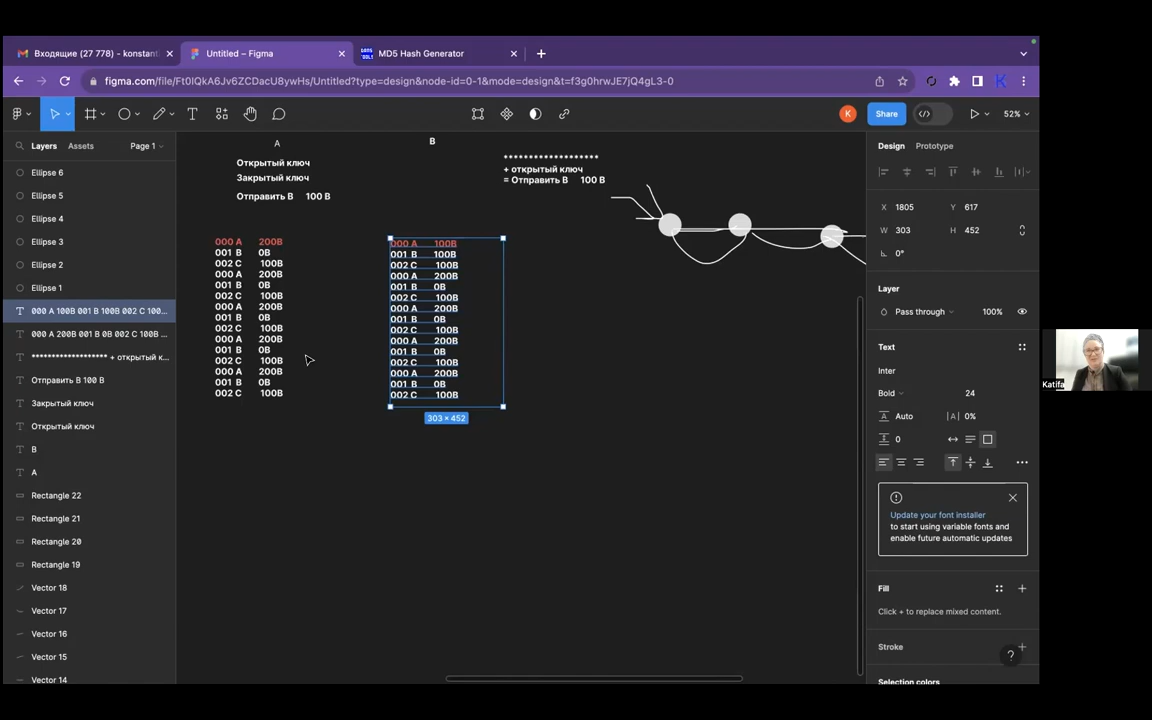 Входящие (27 778) – konstant
Untitled – Figma
MD5 Hash Generator
figma.com/file/Ft0IQkA6Jv6ZCDacU8ywHs/Untitled?type=design&node-id=0-1&mode=design&t=f3g0hrwJE7jQ4gL3-0
K
Share
52%
Layers
Assets
Page 1
Ellipse 6
Ellipse 5
Ellipse 4
Ellipse 3
Ellipse 2
Ellipse 1
000 A 100B 001 B 100B 002 C 100...
000 A 200B 001 B 0B 002 C 100B ...
******************* + открытый к...
Отправить B 100 B
Закрытый ключ
Открытый ключ
B
A
Rectangle 22
Rectangle 21
Rectangle 20
Rectangle 19
Vector 18
Vector 17
Vector 16
Vector 15
Vector 14
A
Открытый ключ
Закрытый ключ
Отправить B 100 B
000 A 200B
001 B 0B
002 C 100B
000 A 200B
001 B 0B
002 C 100B
000 A 200B
001 B 0B
002 C 100B
000 A 200B
001 B 0B
002 C 100B
000 A 200B
001 B 0B
002 C 100B
B
000 A 100B
001 B 100B
002 C 100B
000 A 200B
001 B 0B
002 C 100B
000 A 200B
001 B 0B
002 C 100B
000 A 200B
001 B 0B
002 C 100B
000 A 200B
001 B 0B
002 C 100B
303 × 452
*******************
+ открытый ключ
= Отправить B 100 B
Design
Prototype
X 1805
Y 617
W 303
H 452
0°
Layer
Pass through
100%
Text
Inter
Bold
24
Auto
|A| 0%
0
Update your font installer
to start using variable fonts and
enable future automatic updates
Fill
Click + to replace mixed content.
Stroke
?
Selection colors
Katifa